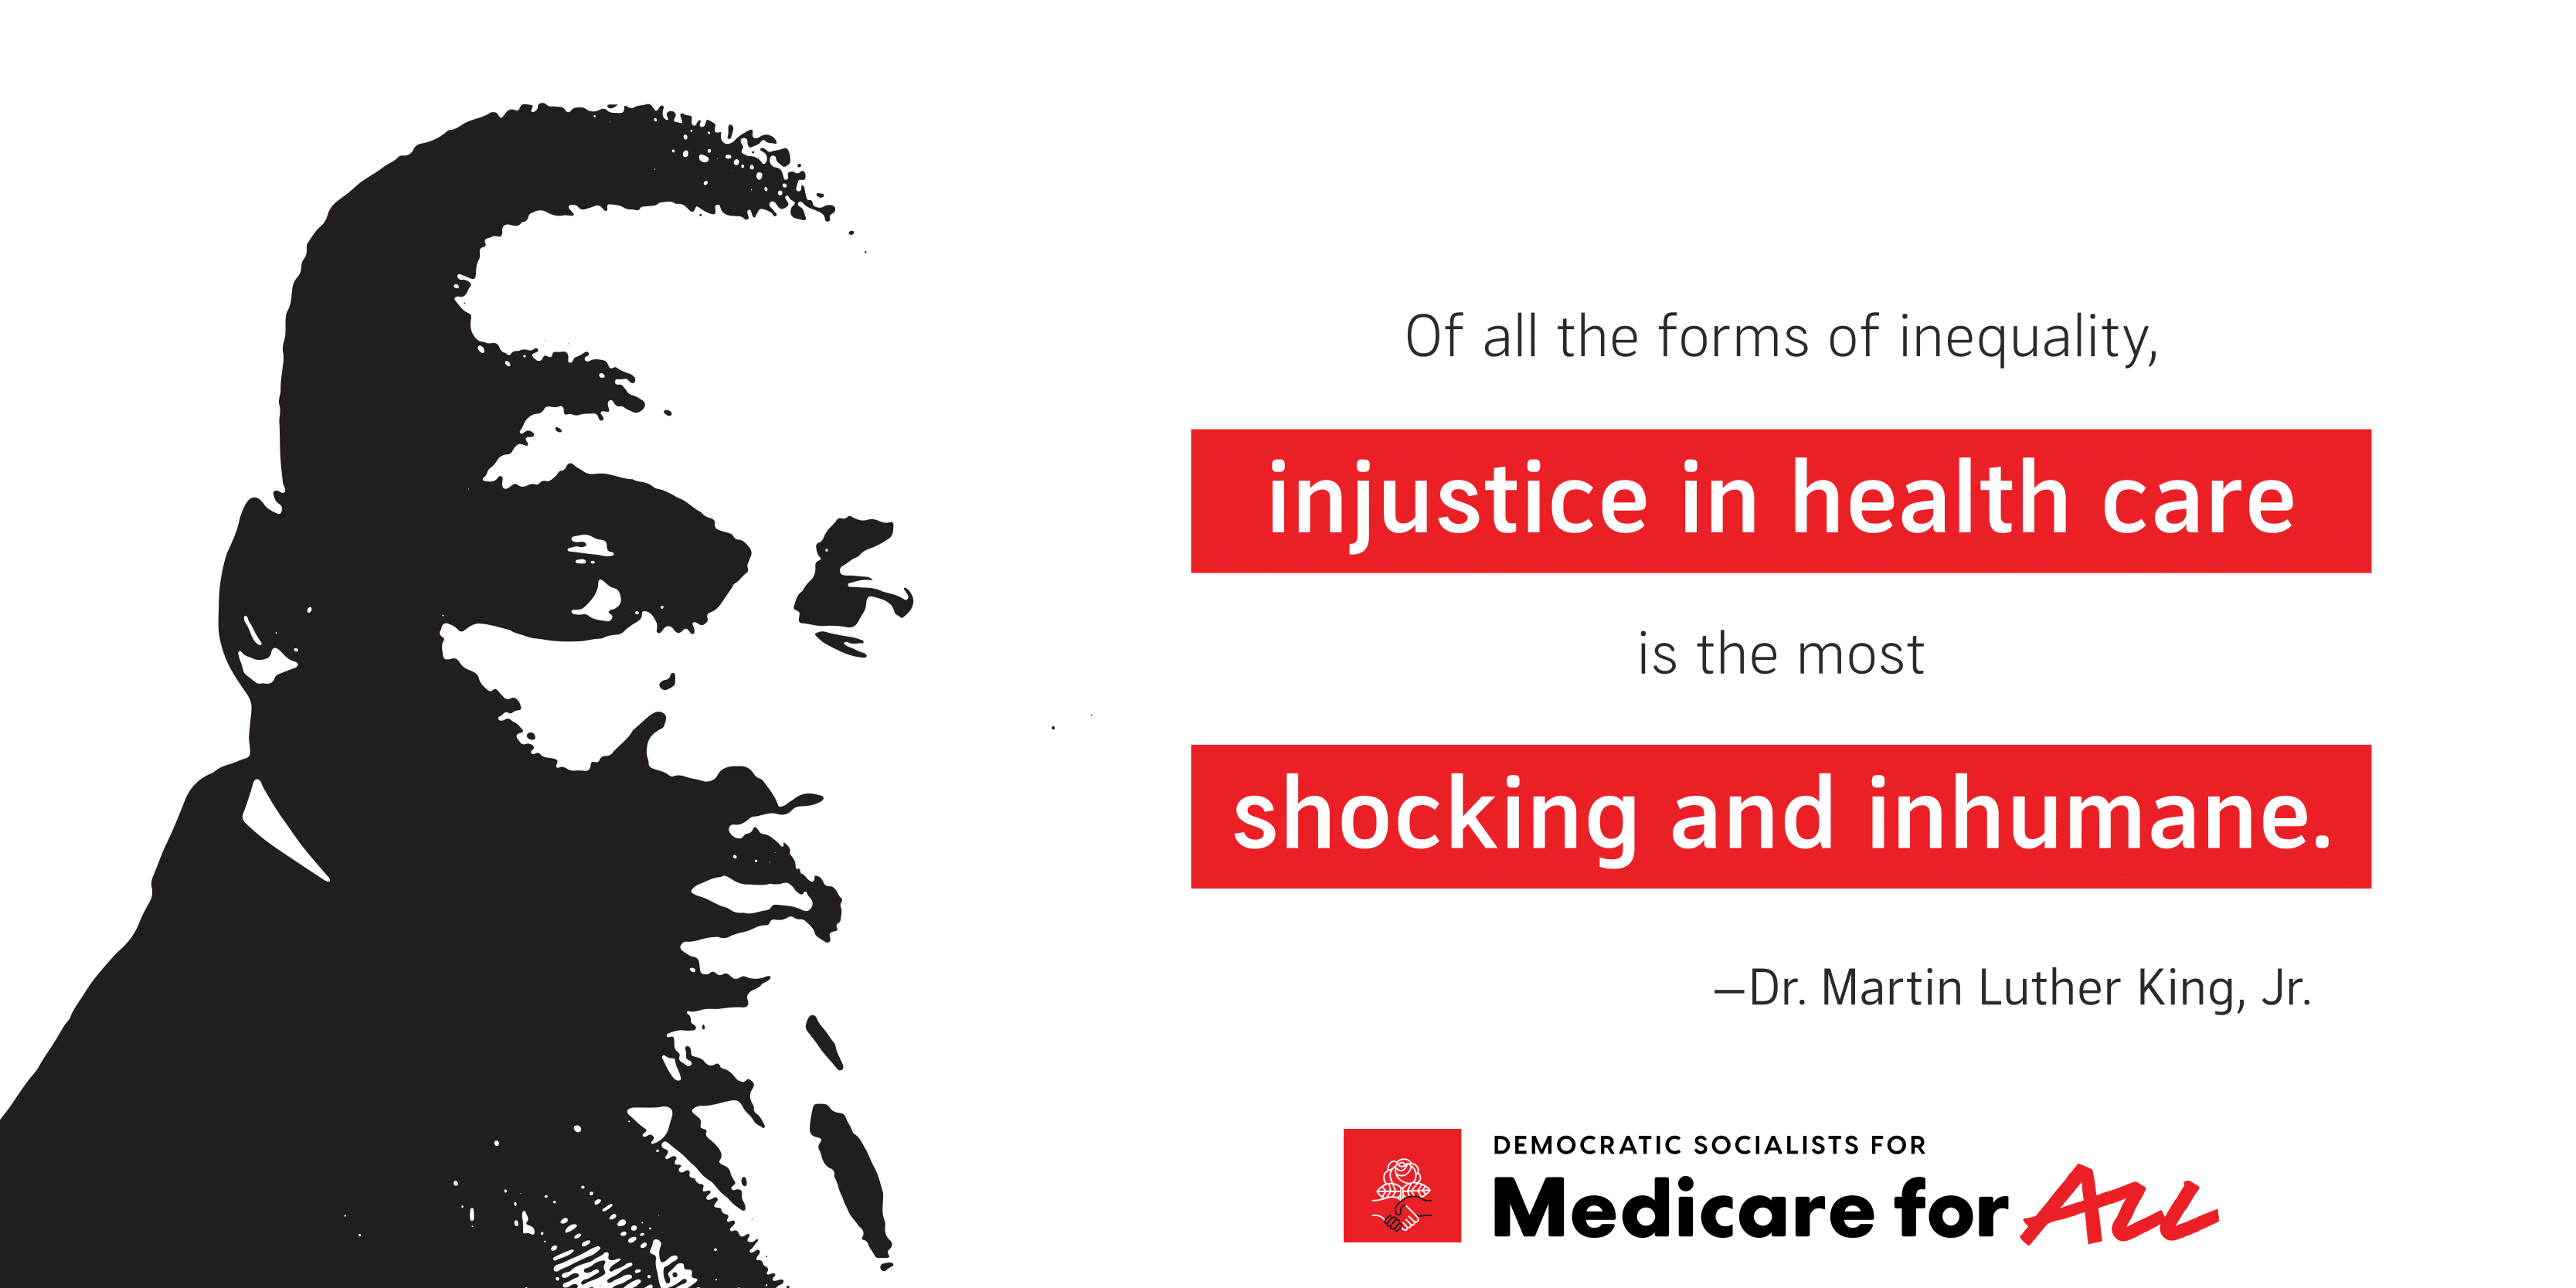 Of all the forms of inequality,
injustice in health care
is the most
shocking and inhumane.
–Dr. Martin Luther King, Jr.
DEMOCRATIC SOCIALISTS FOR
Medicare for All